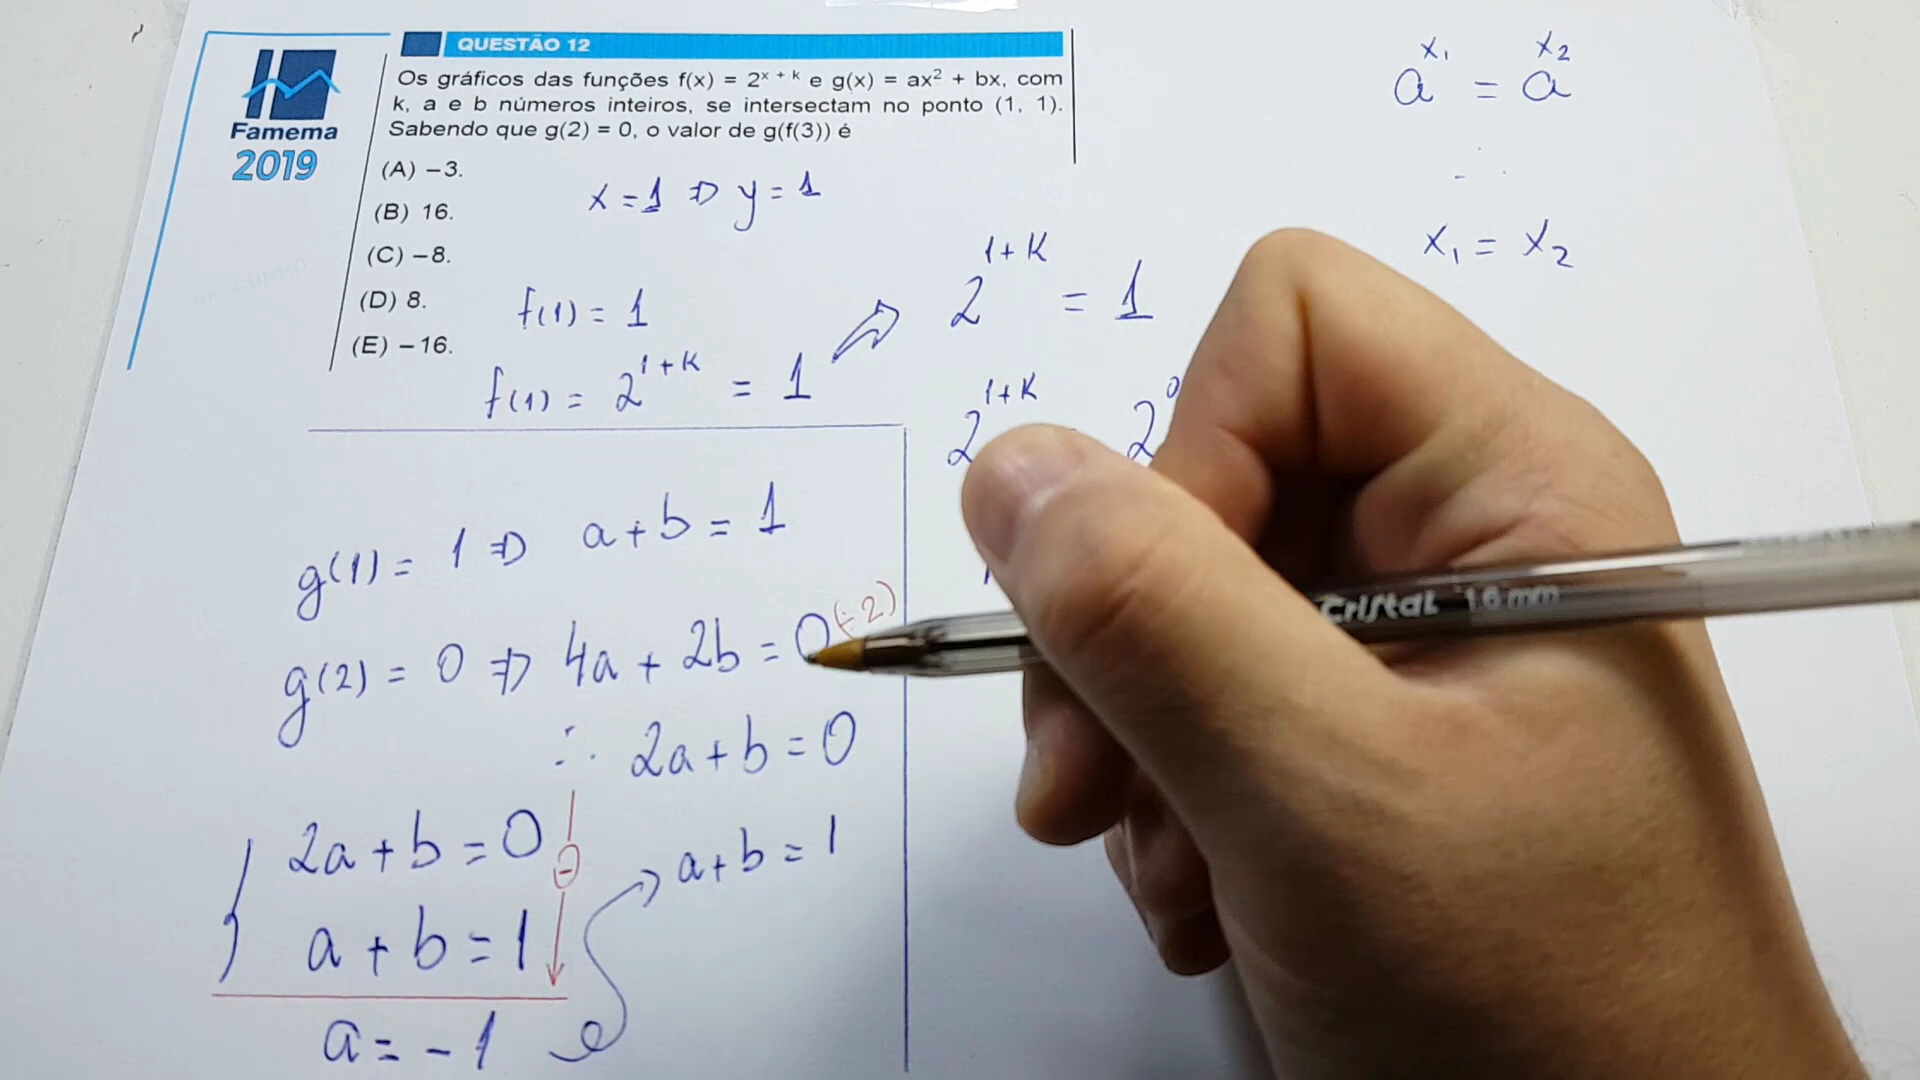 QUESTÃO 12
Os gráficos das funções f(x) = 2ˣ ⁺ ᵏ e g(x) = ax² + bx, com
k, a e b números inteiros, se intersectam no ponto (1, 1).
Sabendo que g(2) = 0, o valor de g(f(3)) é
Famema
2019
(A) –3.
(B) 16.
(C) –8.
(D) 8.
(E) –16.
RASCUNHO
x = 1 ⇒ y = 1
f(1) = 1
f(1) = 2^(1+k) = 1
2^(1+k) = 1
2^(1+k) = 2^0
a^(x₁) = a^(x₂)
x₁ = x₂
g(1) = 1 ⇒ a + b = 1
g(2) = 0 ⇒ 4a + 2b = 0 (÷2)
∴ 2a + b = 0
2a + b = 0
a + b = 1
a = -1
a + b = 1
Cristal 1.6 mm